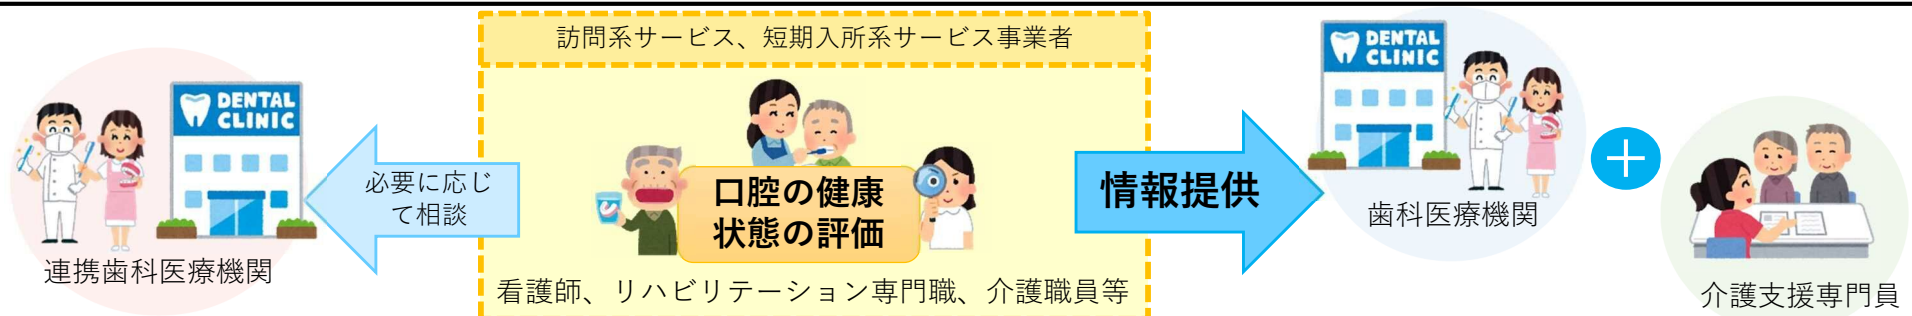 訪問系サービス、短期入所系サービス事業者
DENTAL
CLINIC
必要に応じ
て相談
連携歯科医療機関
口腔の健康
状態の評価
看護師、リハビリテーション専門職、介護職員等
情報提供
DENTAL
CLINIC
歯科医療機関
+
介護支援専門員